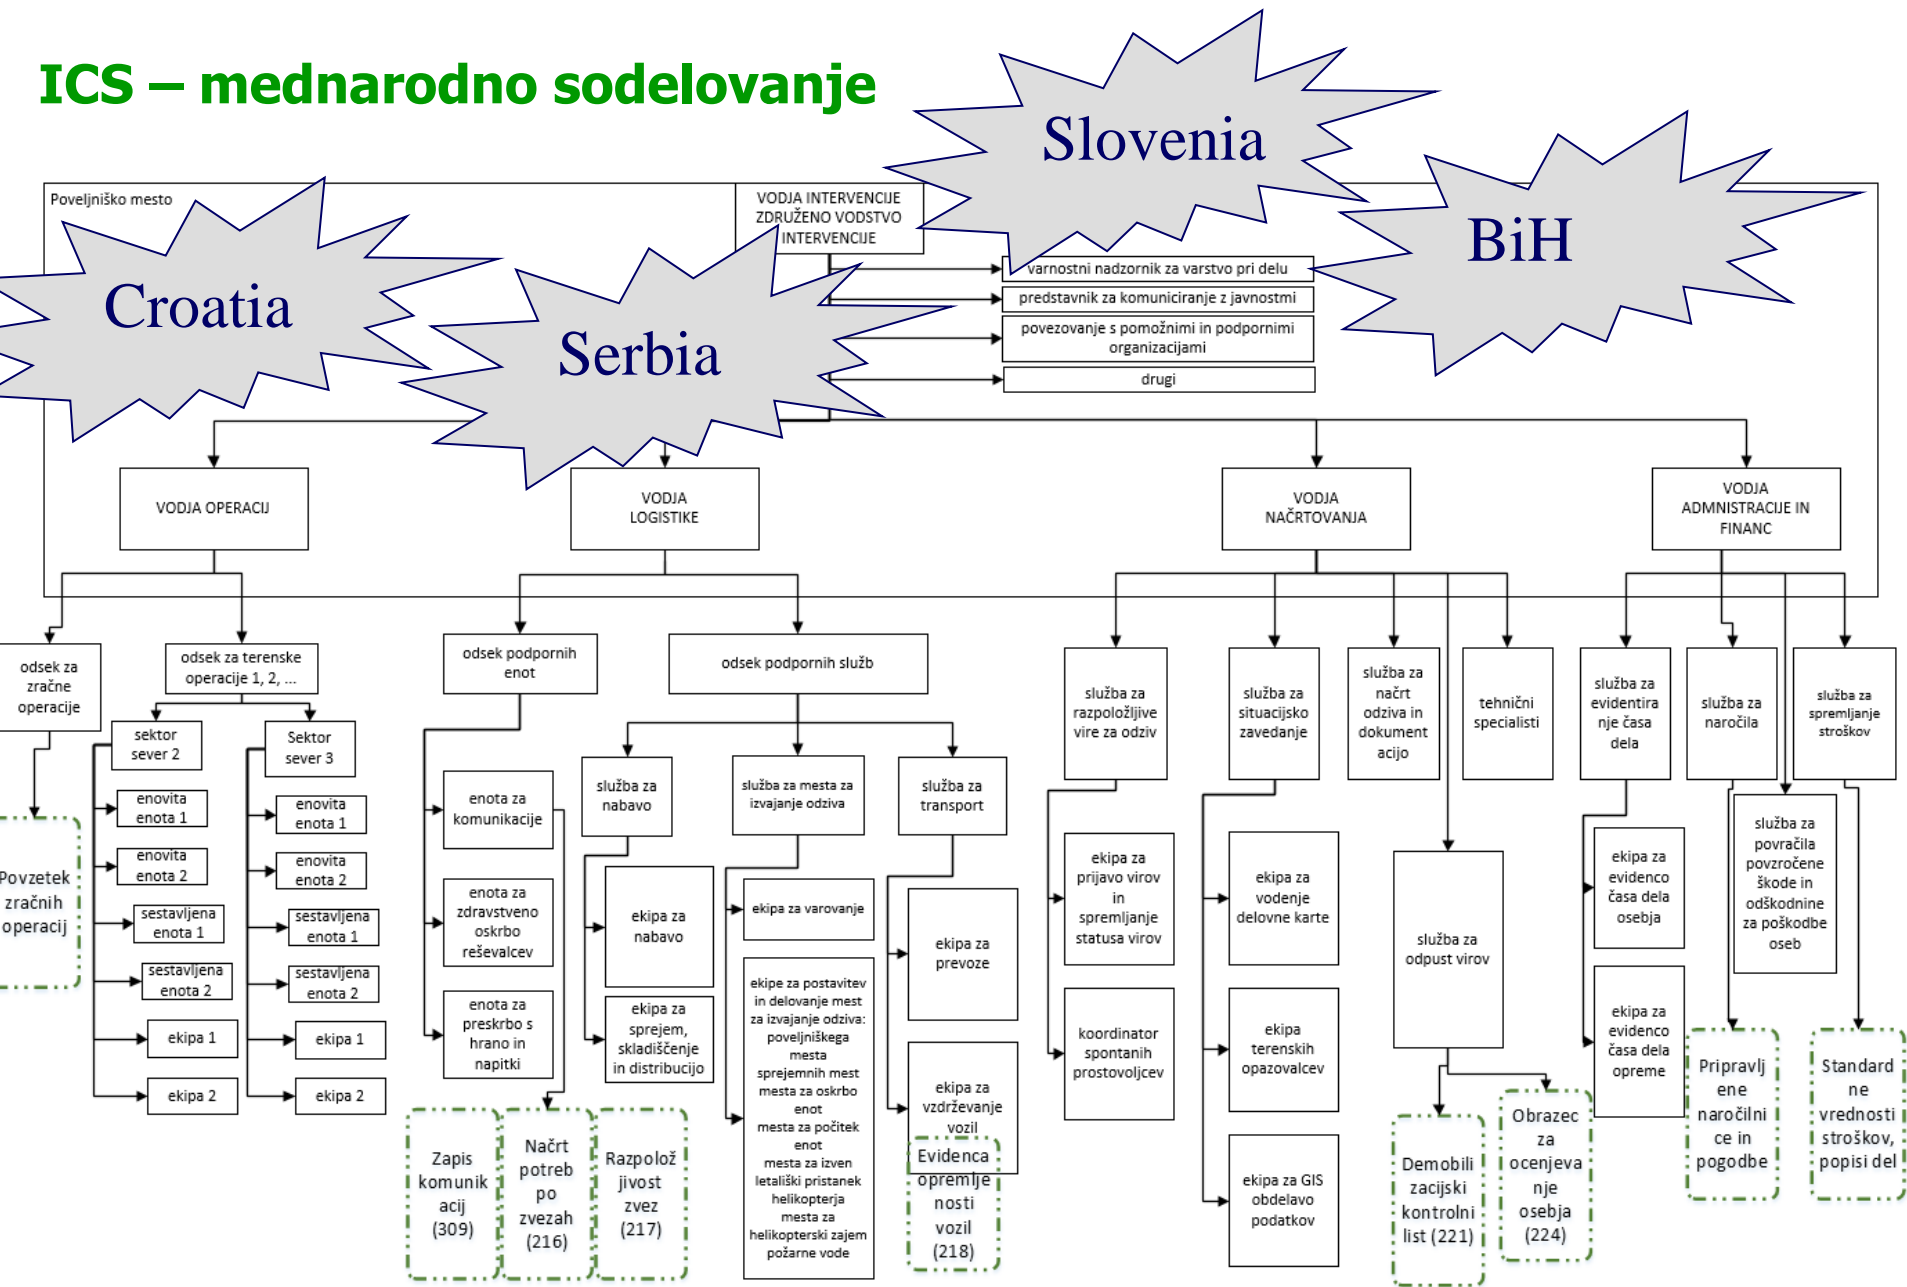 ICS – mednarodno sodelovanje
Slovenia
BiH
Croatia
Serbia
Poveljniško mesto
VODJA INTERVENCIJE
ZDRUŽENO VODSTVO
INTERVENCIJE
varnostni nadzornik za varstvo pri delu
predstavnik za komuniciranje z javnostmi
povezovanje s pomožnimi in podpornimi
organizacijami
drugi
VODJA OPERACIJ
VODJA
LOGISTIKE
VODJA
NAČRTOVANJA
VODJA
ADMNISTRACIJE IN
FINANC
odsek za
zračne
operacije
odsek za terenske
operacije 1, 2, ...
sektor
sever 2
Sektor
sever 3
enovita
enota 1
enovita
enota 2
sestavljena
enota 1
sestavljena
enota 2
ekipa 1
ekipa 2
enovita
enota 1
enovita
enota 2
sestavljena
enota 1
sestavljena
enota 2
ekipa 1
ekipa 2
Povzetek
zračnih
operacij
odsek podpornih
enot
odsek podpornih služb
enota za
komunikacije
enota za
zdravstveno
oskrbo
reševalcev
enota za
preskrbo s
hrano in
napitki
služba za
nabavo
ekipa za
nabavo
ekipa za
sprejem,
skladiščenje
in distribucijo
služba za mesta za
izvajanje odziva
ekipa za varovanje
ekipe za postavitev
in delovanje mest
za izvajanje odziva:
poveljniškega
mesta
sprejemnih mest
mesta za oskrbo
enot
mesta za počitek
enot
mesta za izven
letališki pristanek
helikopterja
mesta za
helikopterski zajem
požarne vode
služba za
transport
ekipa za
prevoze
ekipa za
vzdrževanje
vozil
Zapis
komunik
acij
(309)
Načrt
potreb
po
zvezah
(216)
Razpolož
jivost
zvez
(217)
Evidenca
opremlje
nosti
vozil
(218)
služba za
razpoložljive
vire za odziv
ekipa za
prijavo virov
in
spremljanje
statusa virov
koordinator
spontanih
prostovoljcev
služba za
situacijsko
zavedanje
ekipa za
vodenje
delovne karte
ekipa
terenskih
opazovalcev
ekipa za GIS
obdelavo
podatkov
služba za
načrt
odziva in
dokument
acijo
tehnični
specialisti
služba za
odpust virov
Demobili
zacijski
kontrolni
list (221)
Obrazec
za
ocenjeva
nje
osebja
(224)
služba za
evidentira
nje časa
dela
ekipa za
evidenco
časa dela
osebja
ekipa za
evidenco
časa dela
opreme
služba za
naročila
služba za
povračila
povzročene
škode in
odškodnine
za poškodbe
oseb
služba za
spremljanje
stroškov
Pripravlj
ene
naročilni
ce in
pogodbe
Standard
ne
vrednosti
stroškov,
popisi del